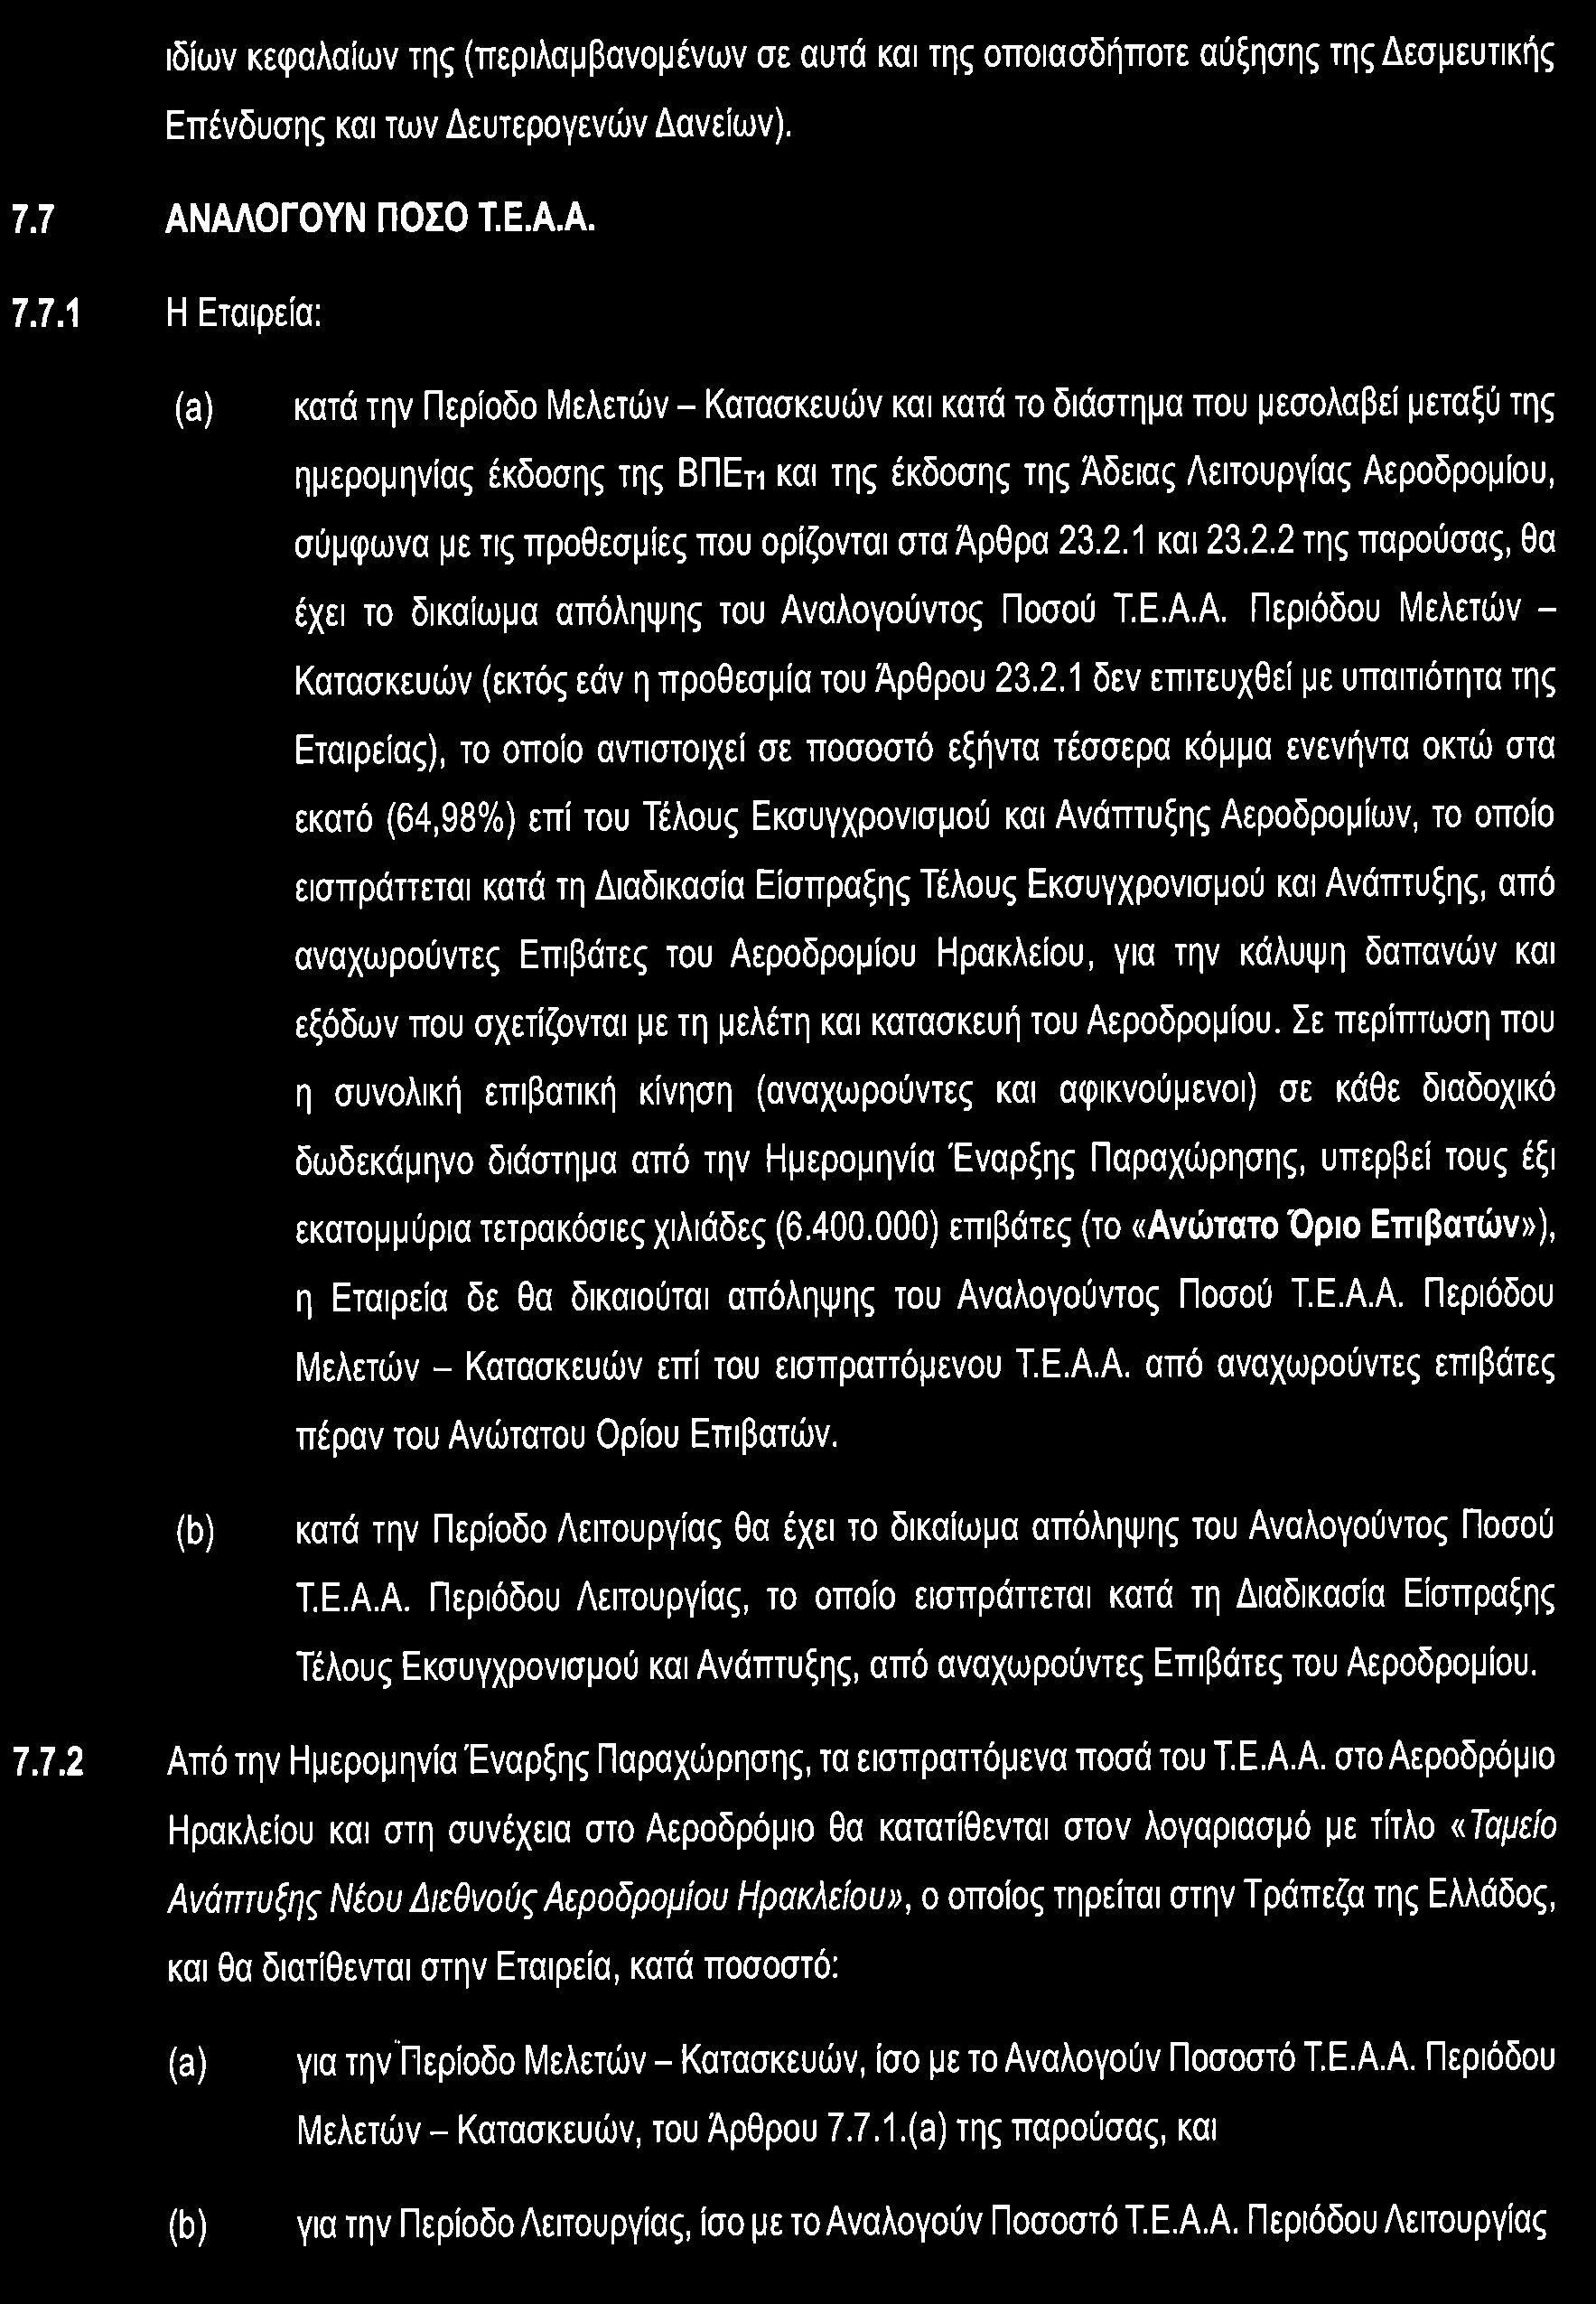 ιδίων κεφαλαίων της (περιλαμβανομένων σε αυτά και της οποιασδήποτε αύξησης της Δεσμευτικής
Επένδυσης και των Δευτερογενών Δανείων).
7.7 ΑΝΑΛΟΓΟΥΝ ΠΟΣΟ Τ.Ε.Α.Α.
7.7.1 Η Εταιρεία:
(a) κατά την Περίοδο Μελετών – Κατασκευών και κατά το διάστημα που μεσολαβεί μεταξύ της
ημερομηνίας έκδοσης της ΒΠΕτ1 και της έκδοσης της Άδειας Λειτουργίας Αεροδρομίου,
σύμφωνα με τις προθεσμίες που ορίζονται στα Άρθρα 23.2.1 και 23.2.2 της παρούσας, θα
έχει το δικαίωμα απόληψης του Αναλογούντος Ποσού Τ.Ε.Α.Α. Περιόδου Μελετών –
Κατασκευών (εκτός εάν η προθεσμία του Άρθρου 23.2.1 δεν επιτευχθεί με υπαιτιότητα της
Εταιρείας), το οποίο αντιστοιχεί σε ποσοστό εξήντα τέσσερα κόμμα ενενήντα οκτώ στα
εκατό (64,98%) επί του Τέλους Εκσυγχρονισμού και Ανάπτυξης Αεροδρομίων, το οποίο
εισπράττεται κατά τη Διαδικασία Είσπραξης Τέλους Εκσυγχρονισμού και Ανάπτυξης, από
αναχωρούντες Επιβάτες του Αεροδρομίου Ηρακλείου, για την κάλυψη δαπανών και
εξόδων που σχετίζονται με τη μελέτη και κατασκευή του Αεροδρομίου. Σε περίπτωση που
η συνολική επιβατική κίνηση (αναχωρούντες και αφικνούμενοι) σε κάθε διαδοχικό
δωδεκάμηνο διάστημα από την Ημερομηνία Έναρξης Παραχώρησης, υπερβεί τους έξι
εκατομμύρια τετρακόσιες χιλιάδες (6.400.000) επιβάτες (το «Ανώτατο Όριο Επιβατών»),
η Εταιρεία δε θα δικαιούται απόληψης του Αναλογούντος Ποσού Τ.Ε.Α.Α. Περιόδου
Μελετών – Κατασκευών επί του εισπραττόμενου Τ.Ε.Α.Α. από αναχωρούντες επιβάτες
πέραν του Ανώτατου Ορίου Επιβατών.
(b) κατά την Περίοδο Λειτουργίας θα έχει το δικαίωμα απόληψης του Αναλογούντος Ποσού
Τ.Ε.Α.Α. Περιόδου Λειτουργίας, το οποίο εισπράττεται κατά τη Διαδικασία Είσπραξης
Τέλους Εκσυγχρονισμού και Ανάπτυξης, από αναχωρούντες Επιβάτες του Αεροδρομίου.
7.7.2 Από την Ημερομηνία Έναρξης Παραχώρησης, τα εισπραττόμενα ποσά του Τ.Ε.Α.Α. στο Αεροδρόμιο
Ηρακλείου και στη συνέχεια στο Αεροδρόμιο θα κατατίθενται στον λογαριασμό με τίτλο «Ταμείο
Ανάπτυξης Νέου Διεθνούς Αεροδρομίου Ηρακλείου», ο οποίος τηρείται στην Τράπεζα της Ελλάδος,
και θα διατίθενται στην Εταιρεία, κατά ποσοστό:
(a) για την Περίοδο Μελετών – Κατασκευών, ίσο με το Αναλογούν Ποσοστό Τ.Ε.Α.Α. Περιόδου
Μελετών – Κατασκευών, του Άρθρου 7.7.1.(a) της παρούσας, και
(b) για την Περίοδο Λειτουργίας, ίσο με το Αναλογούν Ποσοστό Τ.Ε.Α.Α. Περιόδου Λειτουργίας